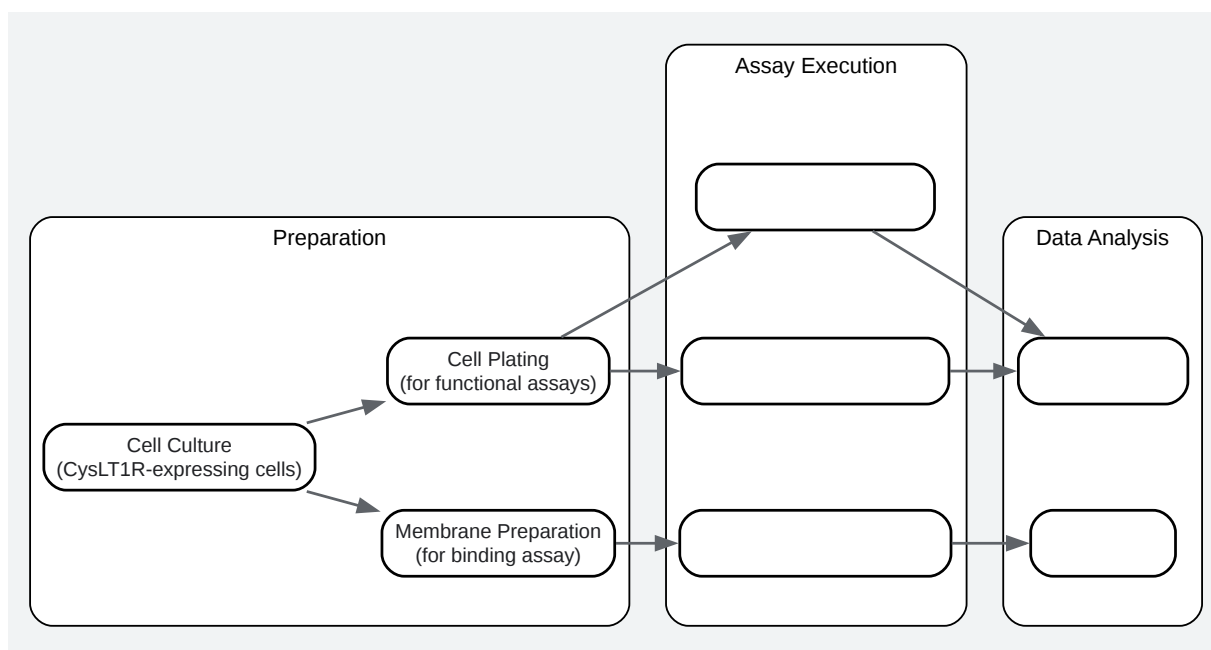 Assay Execution
Preparation
Data Analysis
Cell Plating
(for functional assays)
Cell Culture
(CysLT1R-expressing cells)
Membrane Preparation
(for binding assay)